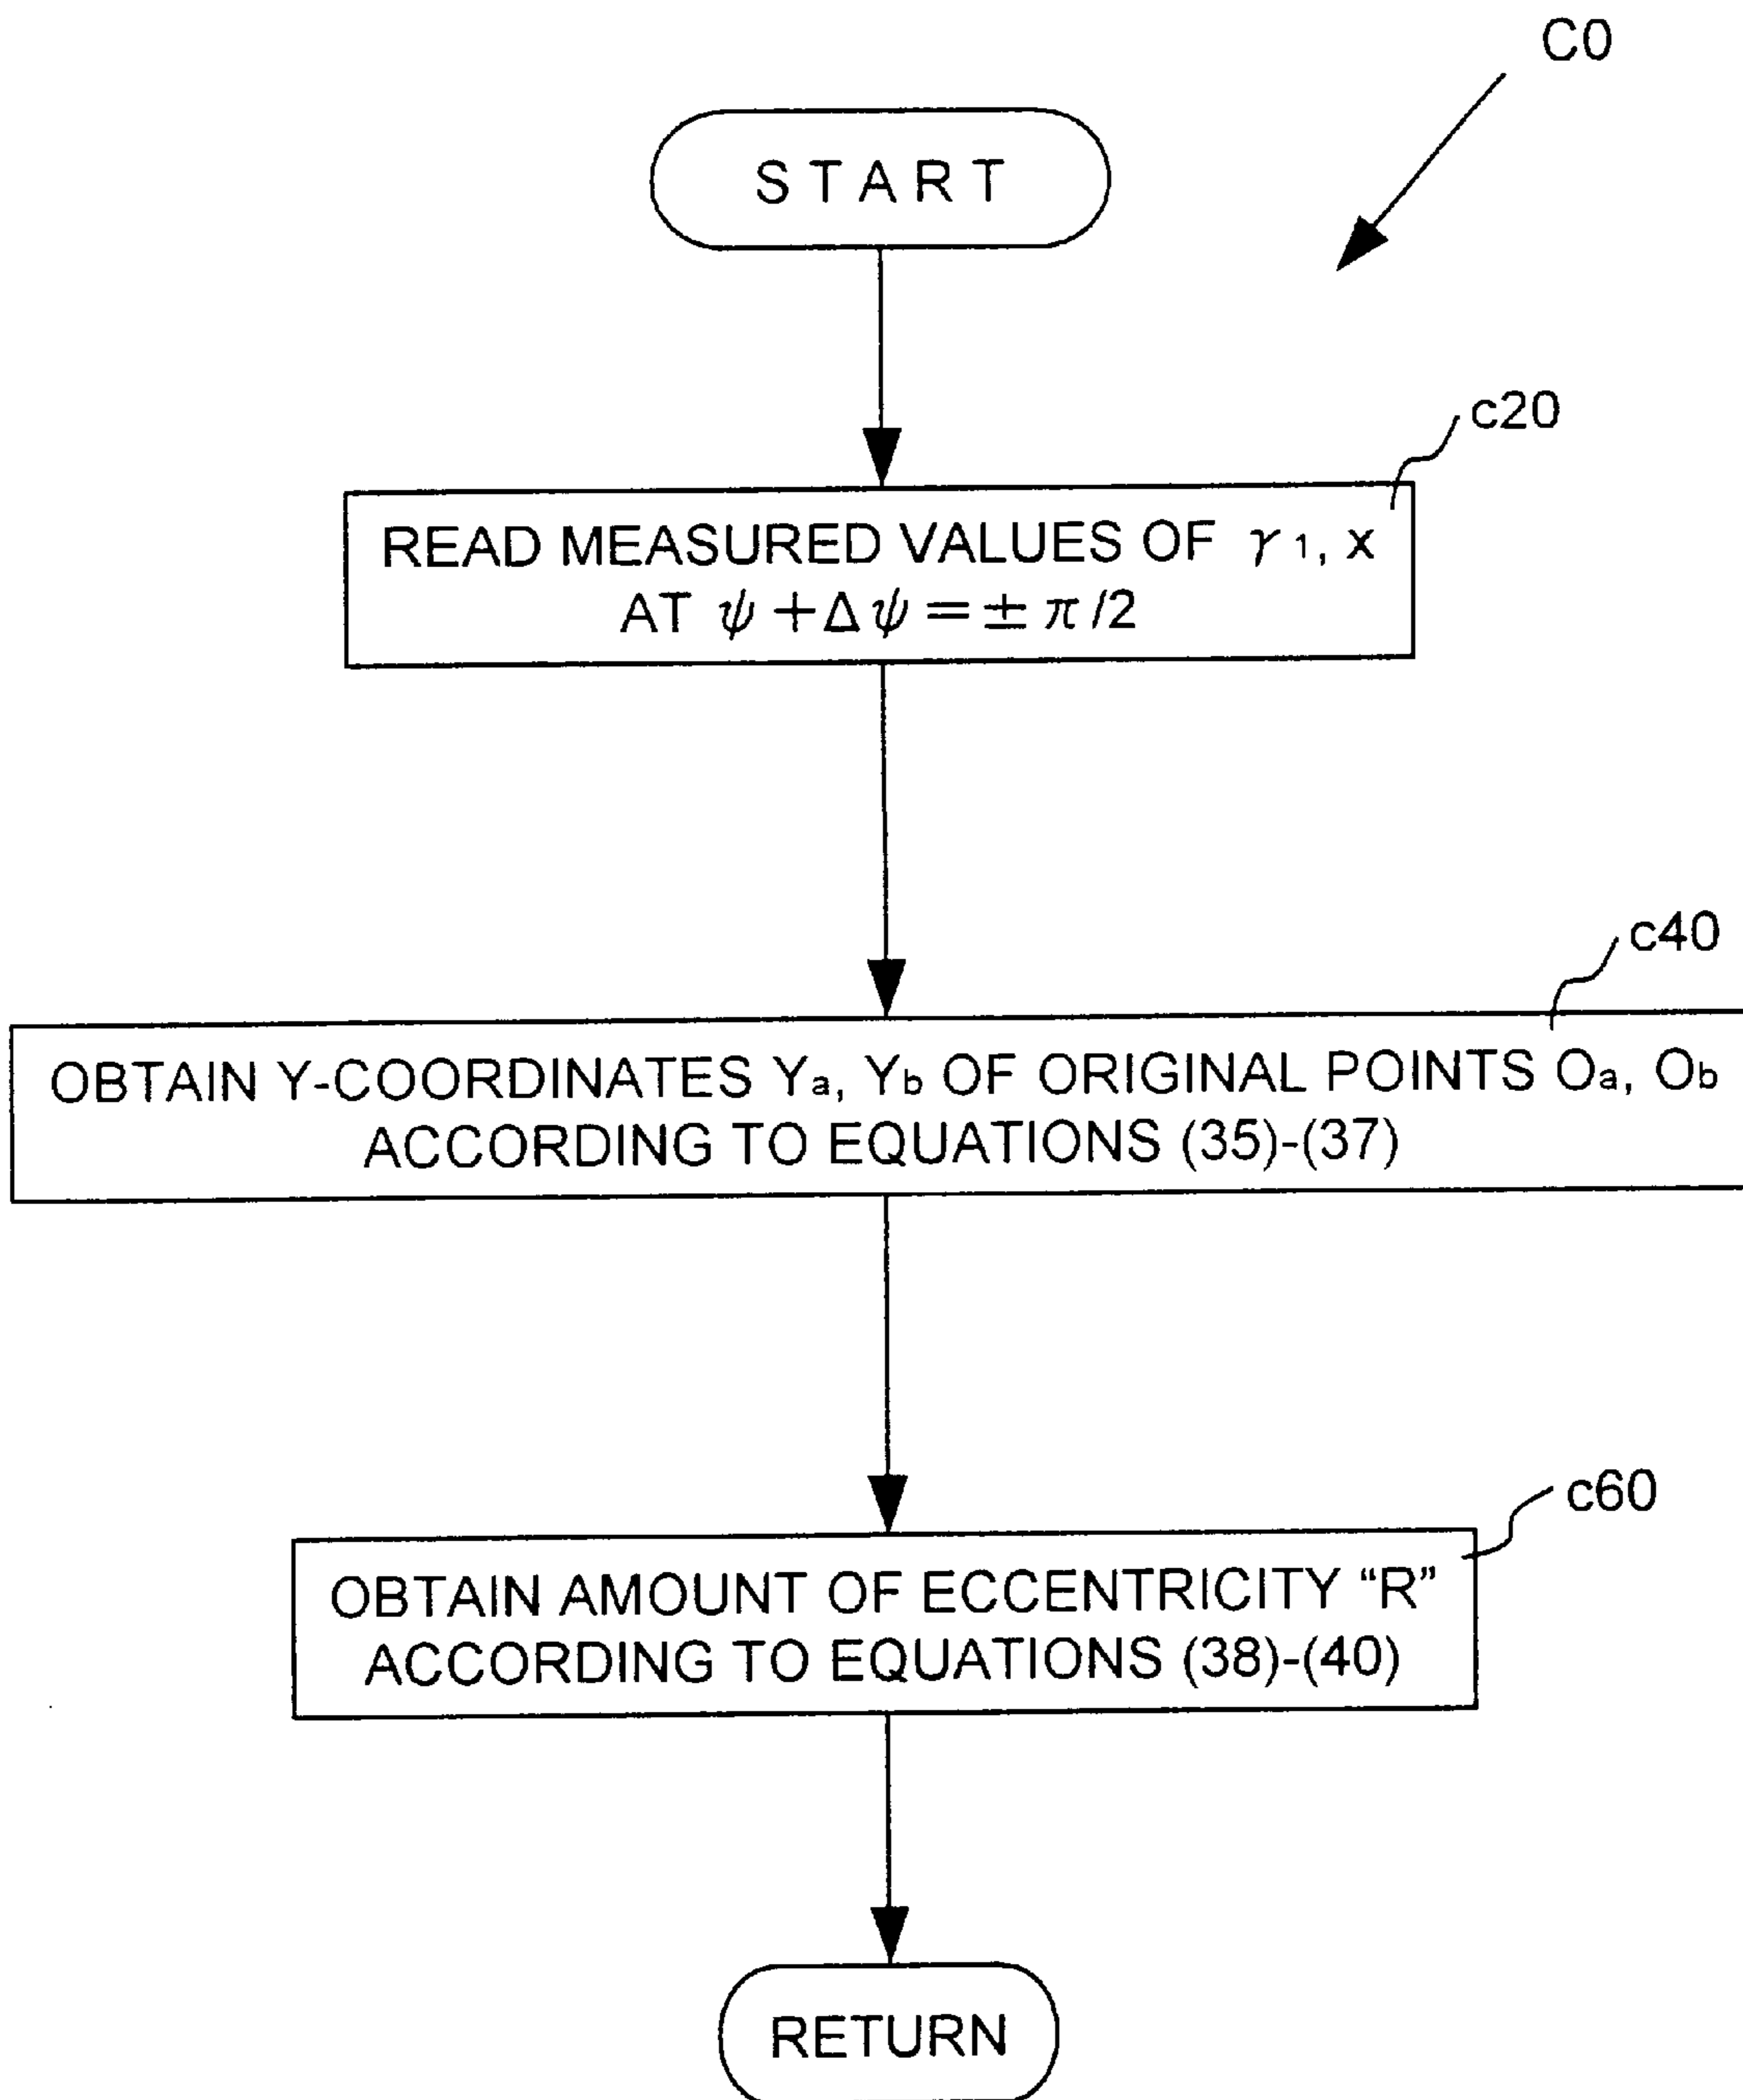 C0
START
c20
READ MEASURED VALUES OF γ1, x
AT ψ+Δψ=±π/2
c40
OBTAIN Y-COORDINATES Ya, Yb OF ORIGINAL POINTS Oa, Ob
ACCORDING TO EQUATIONS (35)-(37)
c60
OBTAIN AMOUNT OF ECCENTRICITY “R”
ACCORDING TO EQUATIONS (38)-(40)
RETURN